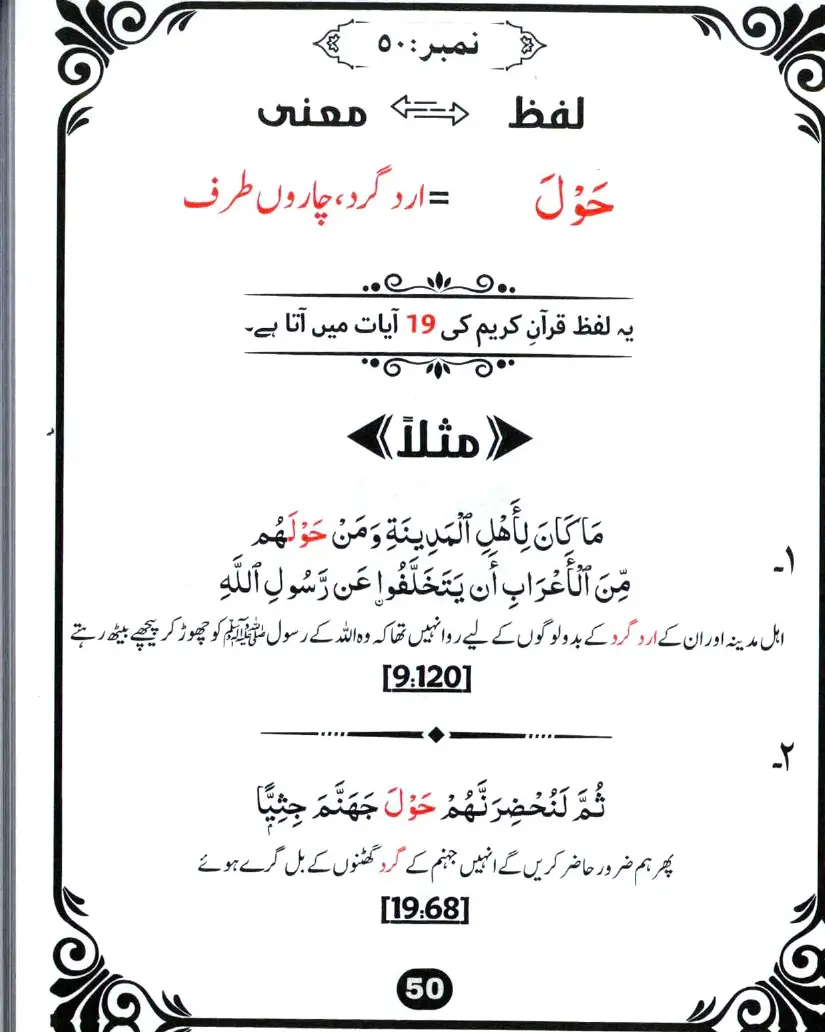 نمبر: ۵۰
لفظ معنی
حَوْلَ = ارد گرد، چاروں طرف
یہ لفظ قرآنِ کریم کی 19 آیات میں آتا ہے۔
مثلاً
۱۔
مَا كَانَ لِأَهْلِ ٱلْمَدِينَةِ وَمَنْ حَوْلَهُم
مِّنَ ٱلْأَعْرَابِ أَن يَتَخَلَّفُوا۟ عَن رَّسُولِ ٱللَّهِ
اہل مدینہ اور ان کے ارد گرد کے بدو لوگوں کے لیے روا نہیں تھا کہ وہ اللہ کے رسول ﷺ کو چھوڑ کر پیچھے بیٹھ رہتے
[9:120]
۲۔
ثُمَّ لَنُحْضِرَنَّهُمْ حَوْلَ جَهَنَّمَ جِثِيًّا
پھر ہم ضرور حاضر کریں گے انہیں جہنم کے گرد گھٹنوں کے بل گرے ہوئے
[19:68]
50